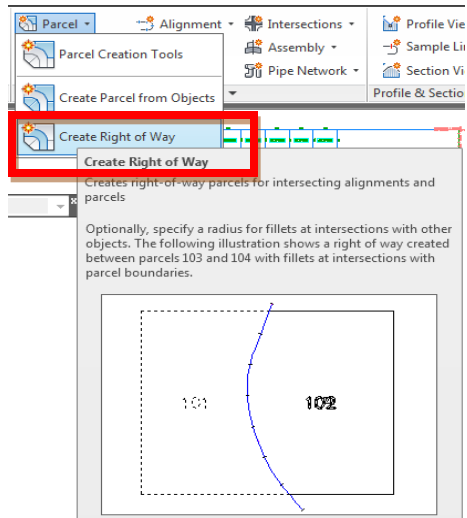 Parcel Alignment Intersections Profile Vie
Parcel Creation Tools Assembly Sample Lin
Create Parcel from Objects Pipe Network Section Vi
Profile & Sectio
Create Right of Way
Create Right of Way
Creates right-of-way parcels for intersecting alignments and
parcels
Optionally, specify a radius for fillets at intersections with other
objects. The following illustration shows a right of way created
between parcels 103 and 104 with fillets at intersections with
parcel boundaries.
101 102